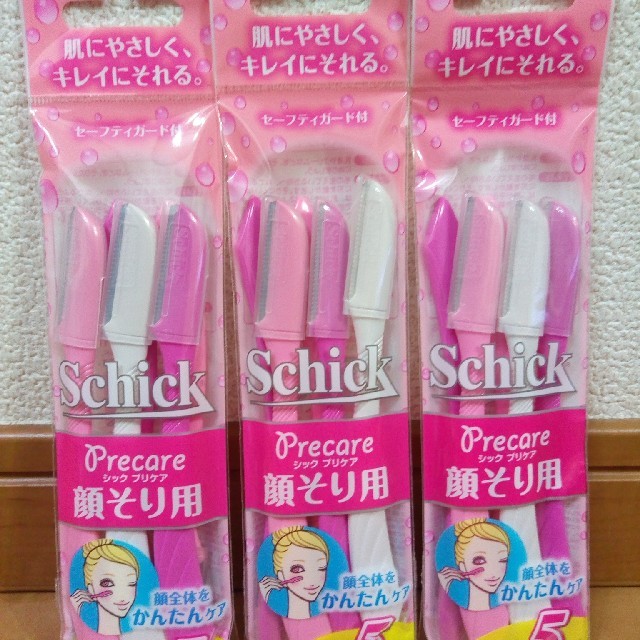 肌にやさしく、
キレイにそれる。
セーフティガード付
Schick
Precare
シック プリケア
顔そり用
顔全体を
かんたんケア
肌にやさしく、
キレイにそれる。
セーフティガード付
Schick
Precare
シック プリケア
顔そり用
顔全体を
かんたんケア
5
肌にやさしく、
キレイにそれる。
セーフティガード付
Schick
Precare
シック プリケア
顔そり用
顔全体を
かんたんケア
5